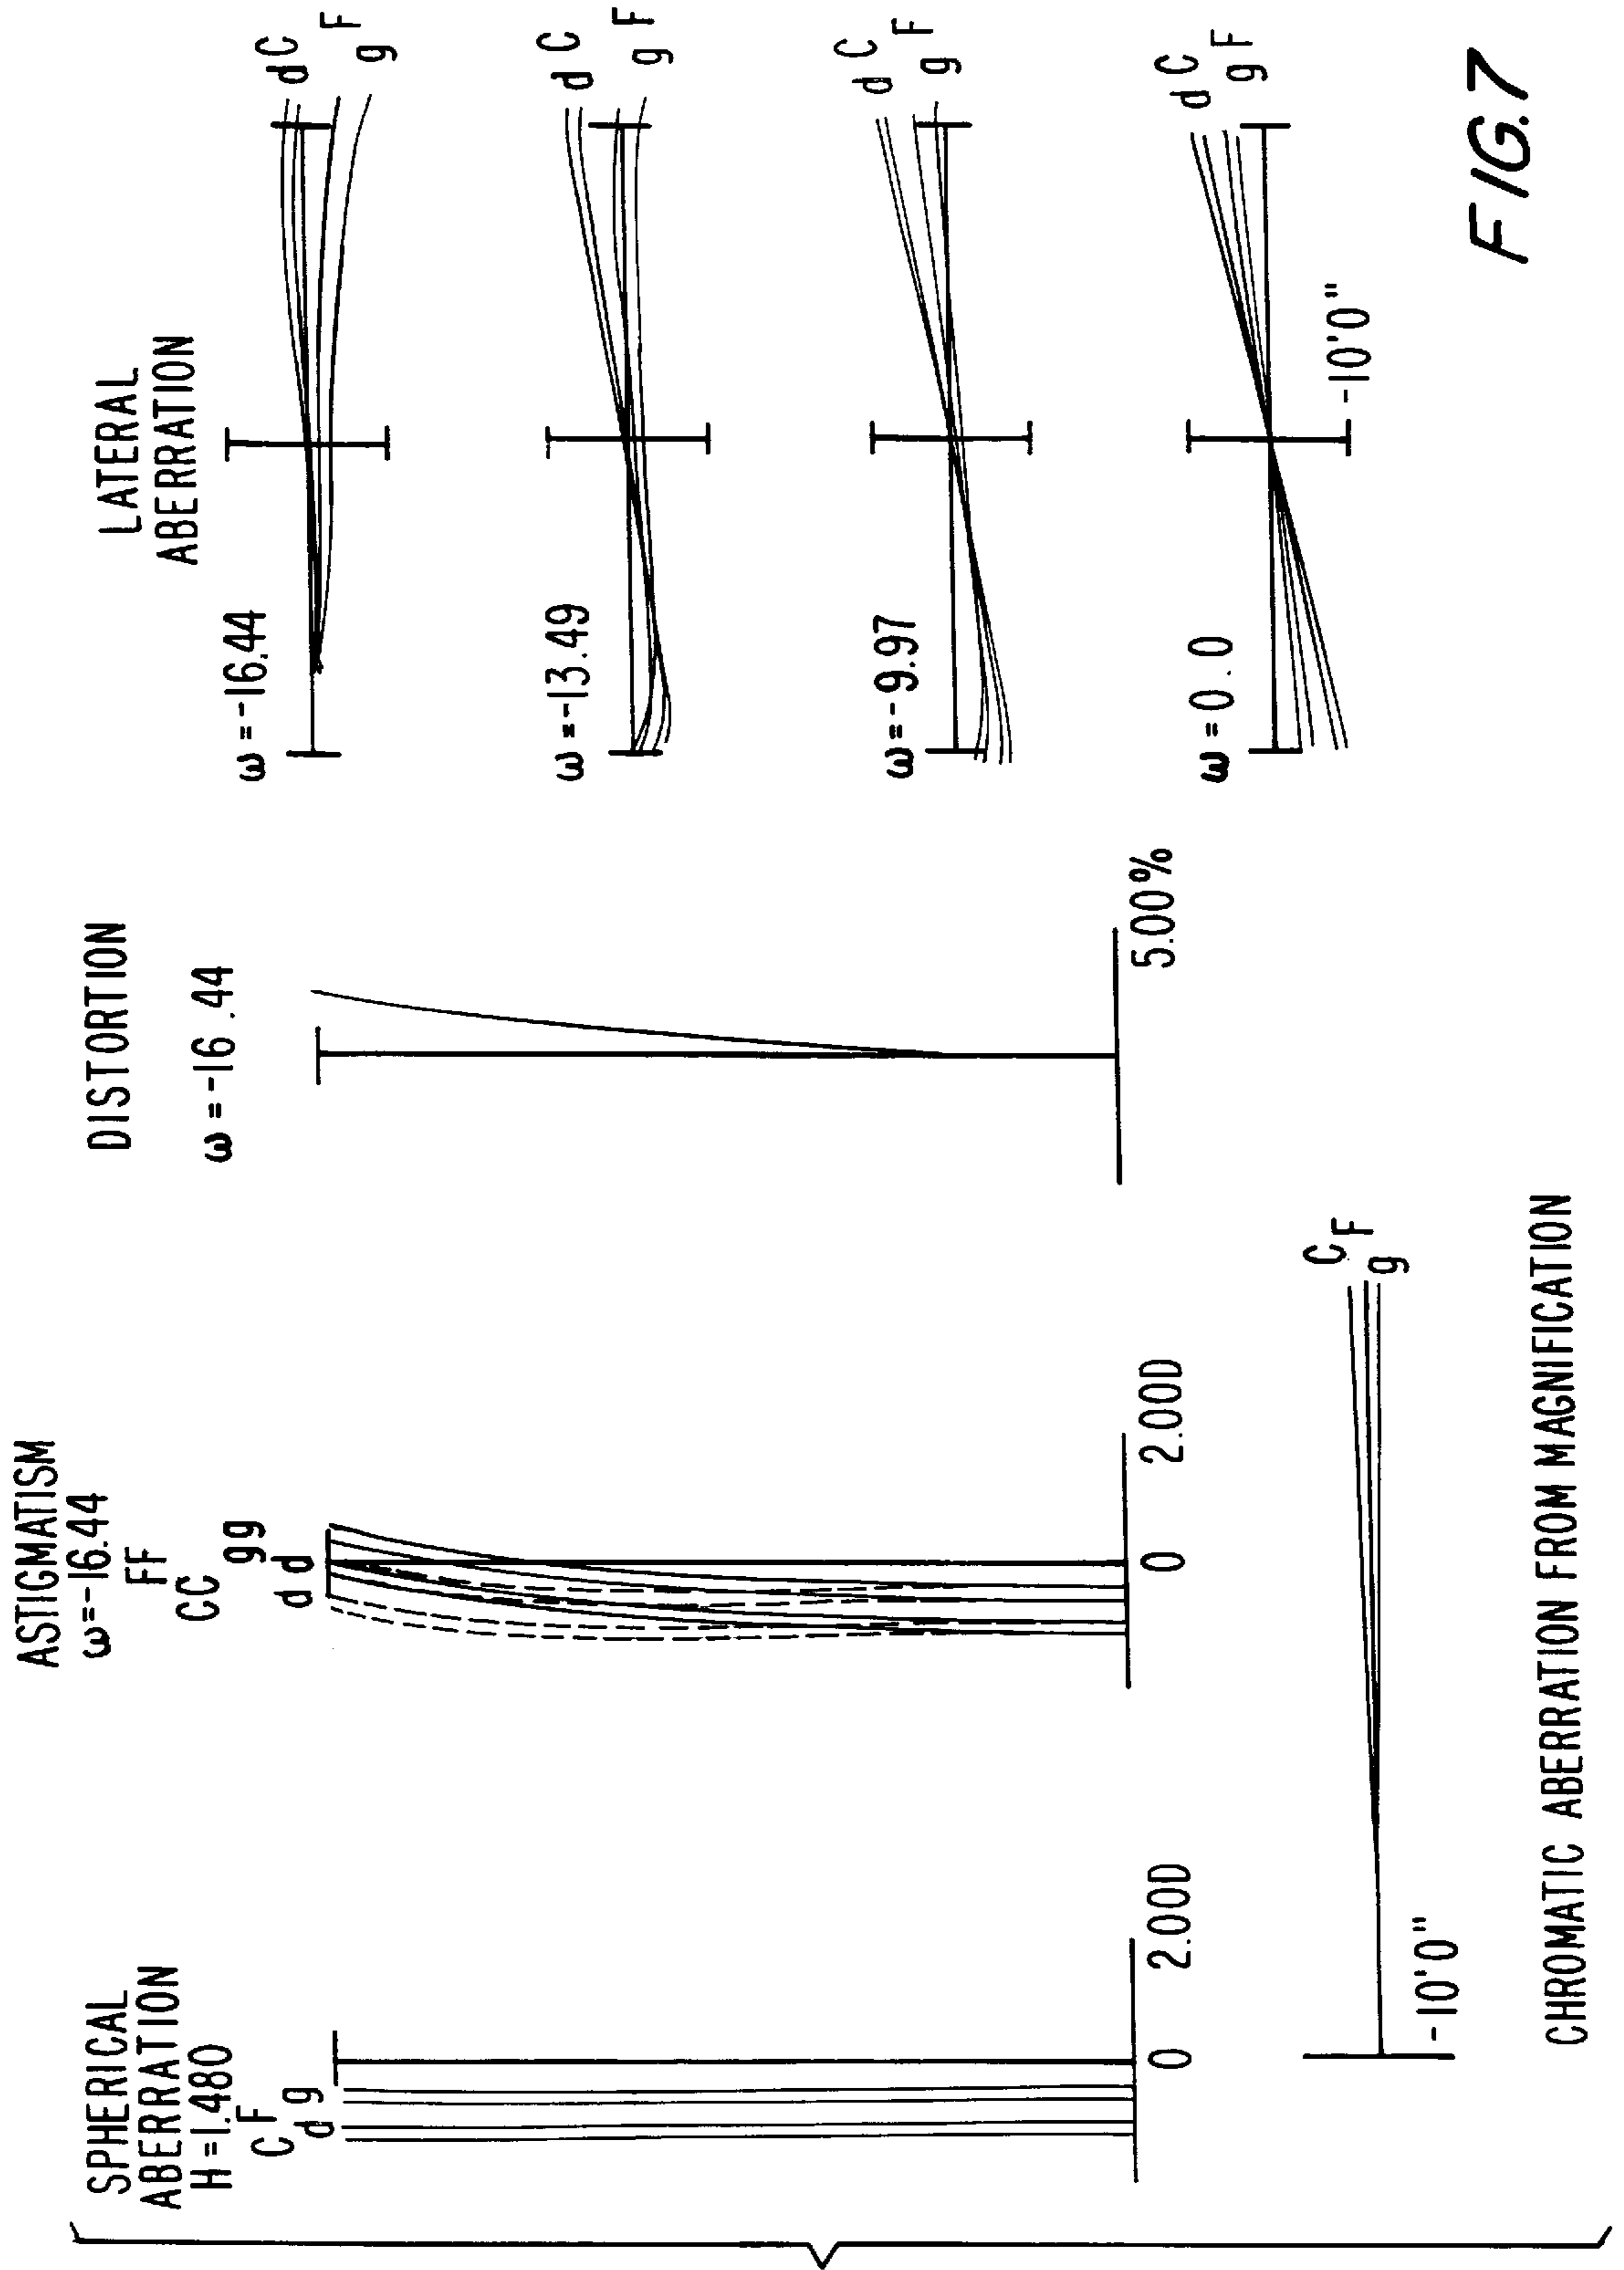 SPHERICAL
ABERRATION
H=1.480
C F
d g
0 2.00D
ASTIGMATISM
ω=-16.44
FF
CC
gg
d d
0 2.00D
DISTORTION
ω=-16.44
5.00%
LATERAL
ABERRATION
ω=-16.44
d C
g F
ω=-13.49
d C
g F
ω=-9.97
d C
g F
ω=0.0
d C
g F
-10'0"
-10'0"
C
F
g
CHROMATIC ABERRATION FROM MAGNIFICATION
FIG.7